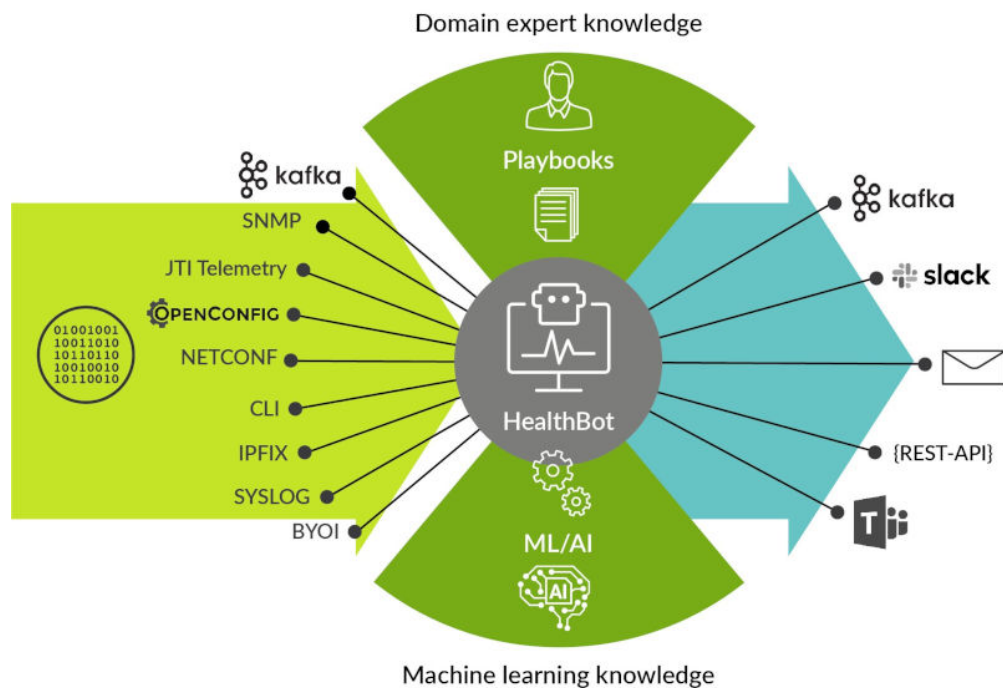 Domain expert knowledge
Playbooks
kafka
SNMP
JTI Telemetry
OPENCONFIG
NETCONF
CLI
IPFIX
SYSLOG
BYOI
01001001
10011010
10110110
10010010
10110010
HealthBot
kafka
slack
{REST-API}
T
ML/AI
AI
Machine learning knowledge